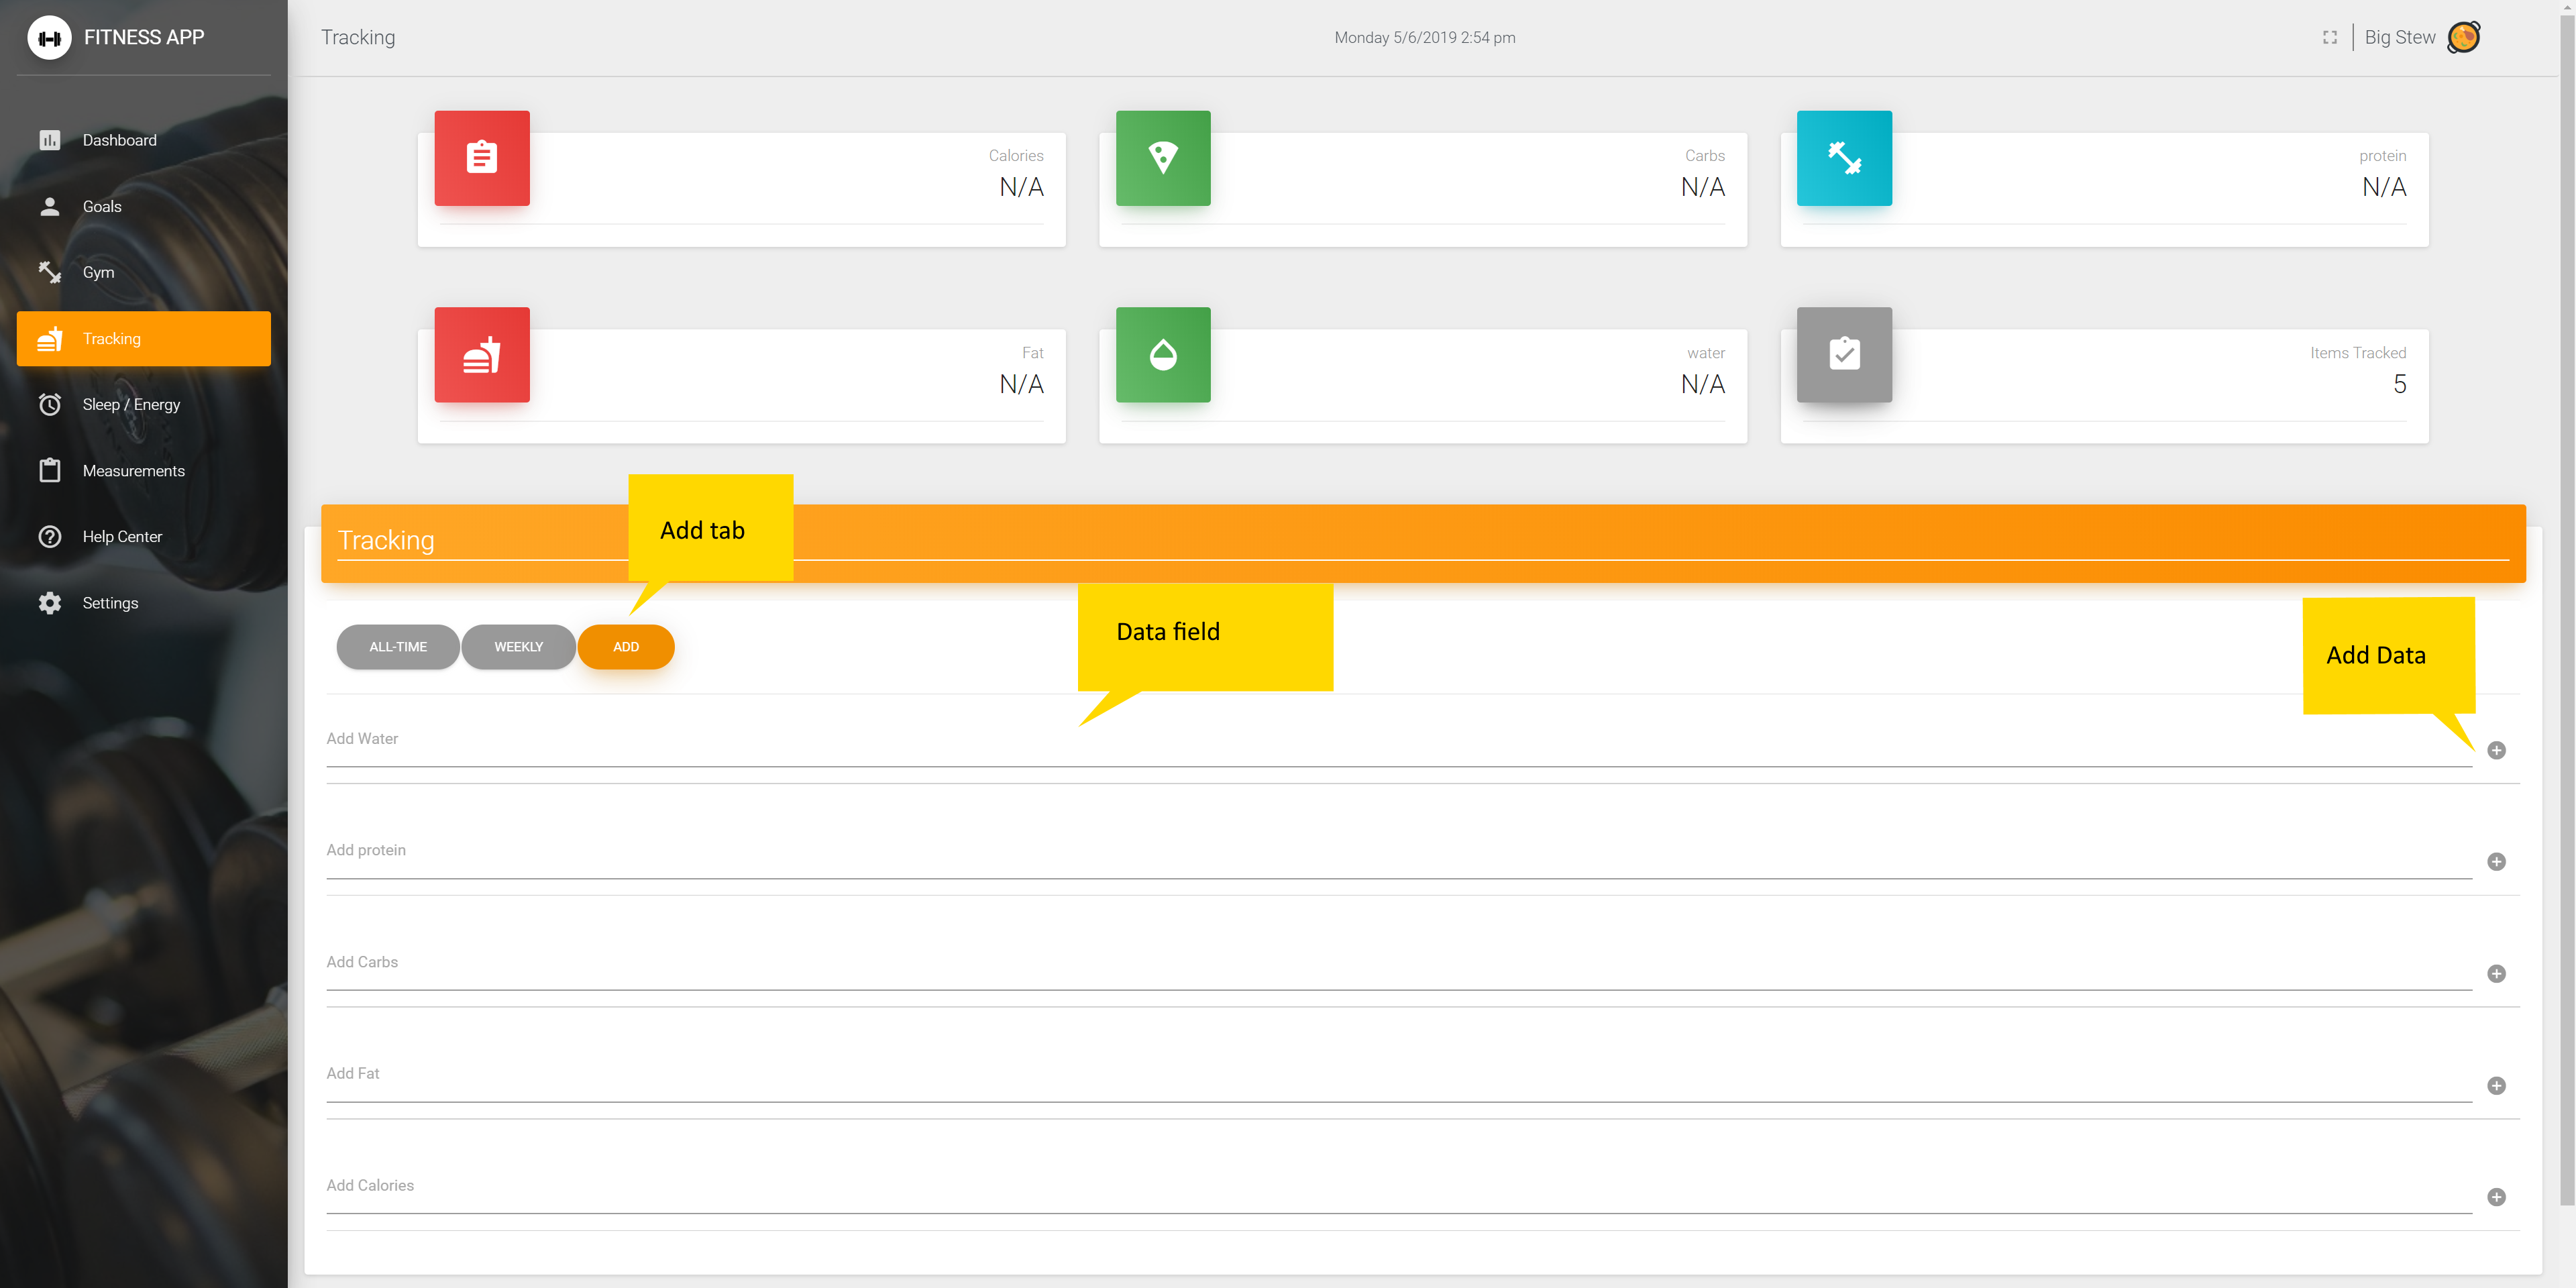 FITNESS APP
Tracking
Monday 5/6/2019 2:54 pm
Big Stew
Dashboard
Goals
Gym
Tracking
Sleep / Energy
Measurements
Help Center
Settings
Calories
N/A
Carbs
N/A
protein
N/A
Fat
N/A
water
N/A
Items Tracked
5
Tracking
Add tab
Data field
Add Data
ALL-TIME
WEEKLY
ADD
Add Water
Add protein
Add Carbs
Add Fat
Add Calories